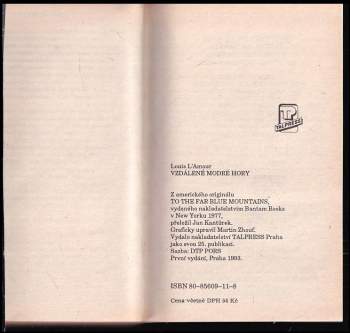 TP
TALPRESS
Louis L'Amour
VZDÁLENÉ MODRÉ HORY
Z amerického originálu
TO THE FAR BLUE MOUNTAINS,
vydaného nakladatelstvím Bantam Books
v New Yorku 1977,
přeložil Jan Kantůrek.
Graficky upravil Martin Zhouf.
Vydalo nakladatelství TALPRESS Praha
jako svou 25. publikaci.
Sazba: DTP PORS
První vydání, Praha 1993.
ISBN 80-85609-11-8
Cena včetně DPH 56 Kč